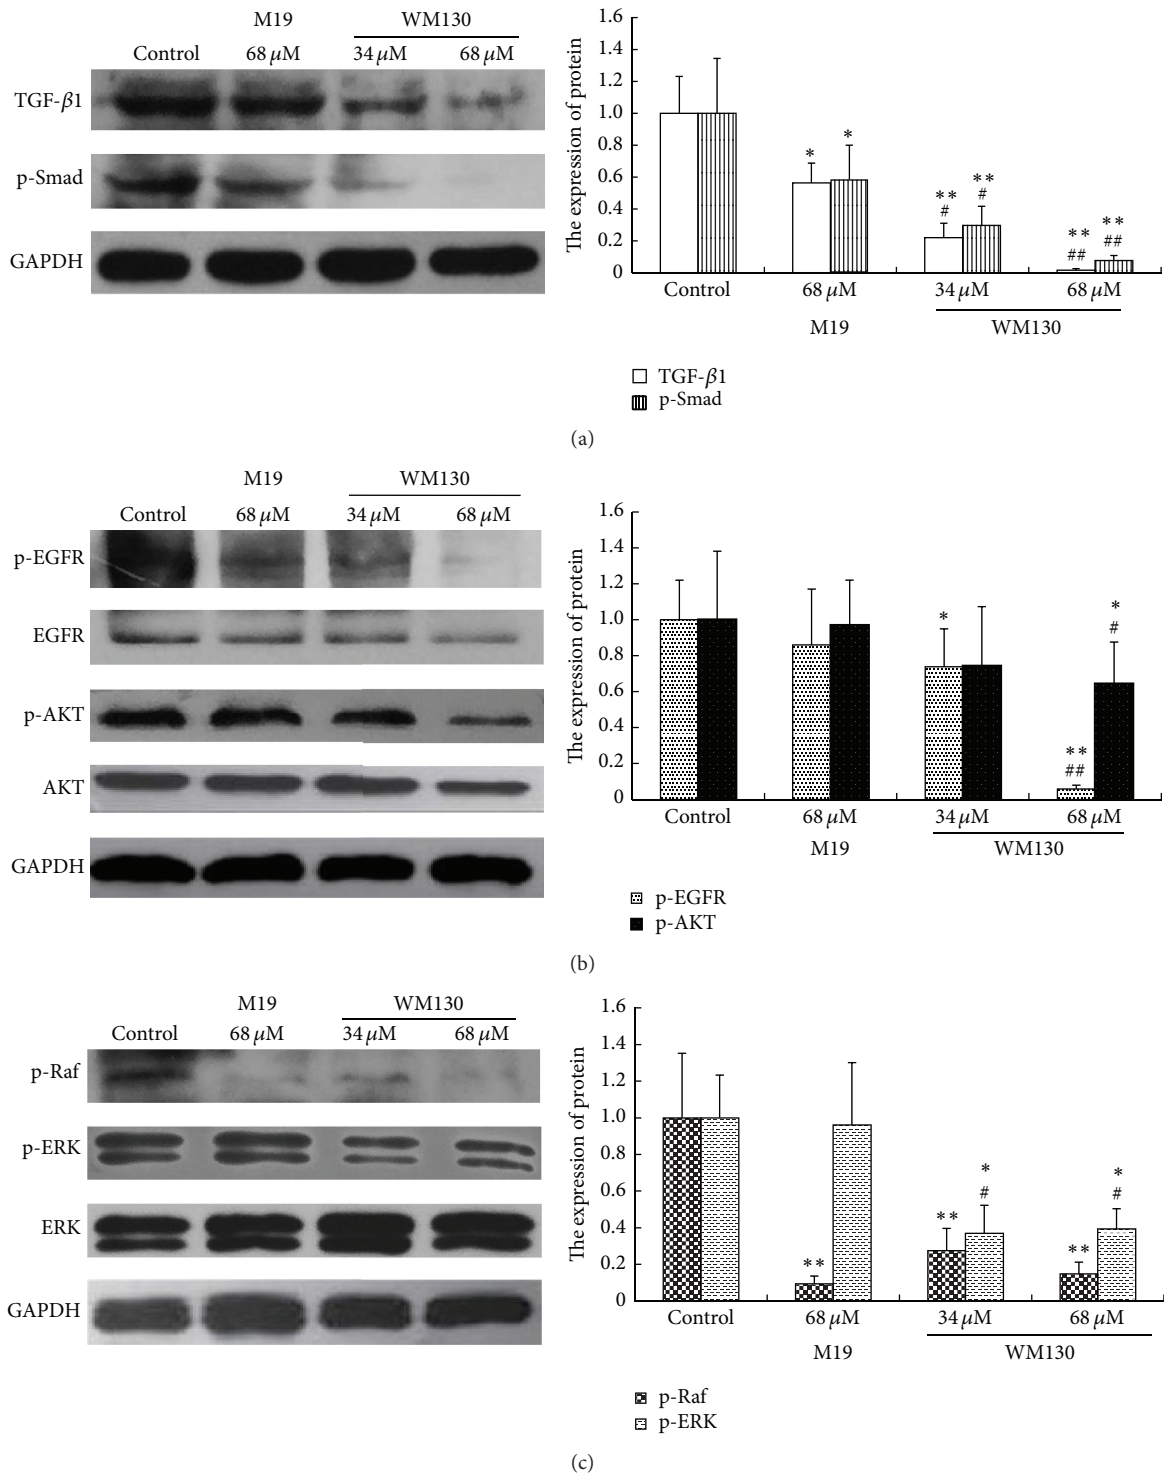 M19 WM130
Control 68 μM 34 μM 68 μM
TGF-β1
p-Smad
GAPDH
The expression of protein
1.6
1.4
1.2
1.0
0.8
0.6
0.4
0.2
0
* *
** #
** #
** ##
** ##
Control 68 μM 34 μM 68 μM
M19 WM130
TGF-β1
p-Smad
(a)
M19 WM130
Control 68 μM 34 μM 68 μM
p-EGFR
EGFR
p-AKT
AKT
GAPDH
The expression of protein
1.6
1.4
1.2
1.0
0.8
0.6
0.4
0.2
0
*
** ##
* #
Control 68 μM 34 μM 68 μM
M19 WM130
p-EGFR
p-AKT
(b)
M19 WM130
Control 68 μM 34 μM 68 μM
p-Raf
p-ERK
ERK
GAPDH
The expression of protein
1.6
1.4
1.2
1.0
0.8
0.6
0.4
0.2
0
**
**
* #
**
* #
Control 68 μM 34 μM 68 μM
M19 WM130
p-Raf
p-ERK
(c)